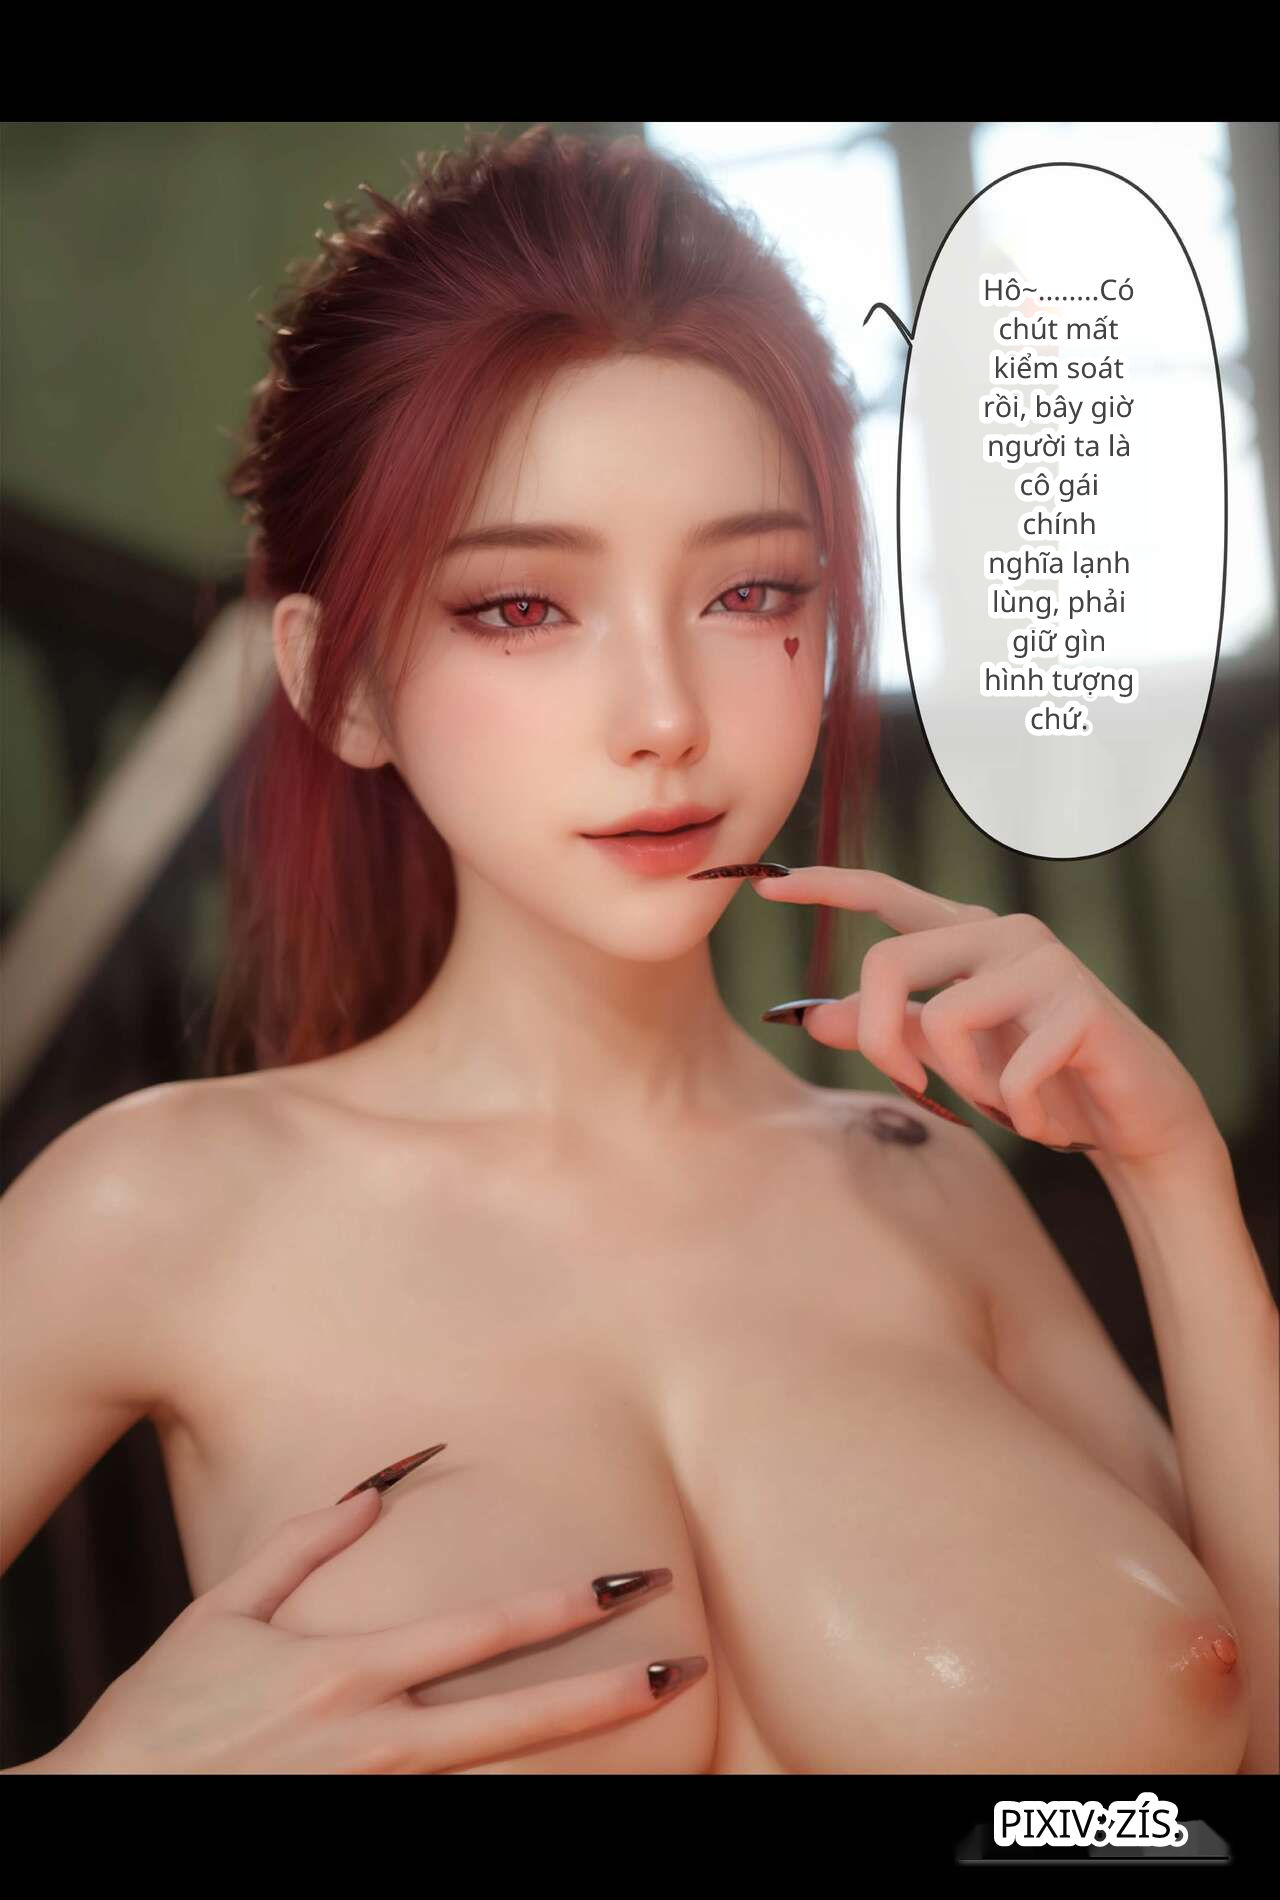 Hô~........Có
chút mất
kiểm soát
rồi, bây giờ
người ta là
cô gái
chính
nghĩa lạnh
lùng, phải
giữ gìn
hình tượng
chứ.
PIXIV:ZÍS.